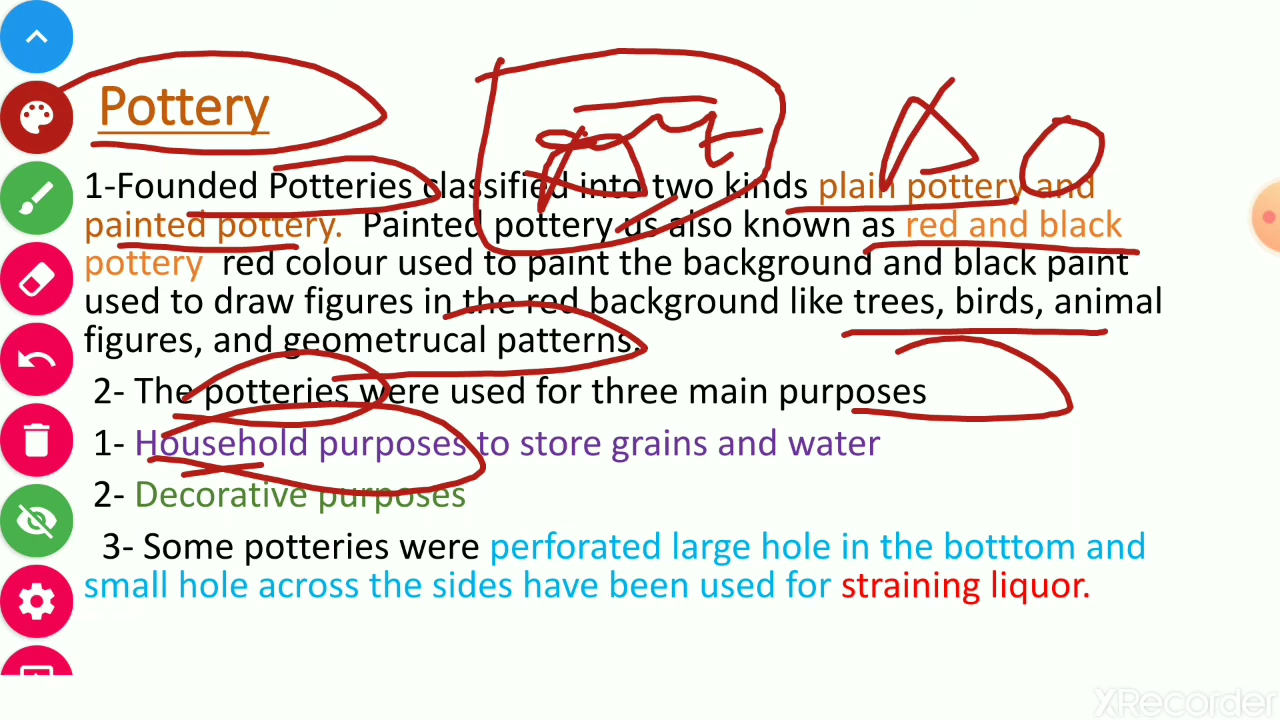 Pottery
1-Founded Potteries classified into two kinds plain pottery and
painted pottery. Painted pottery us also known as red and black
pottery red colour used to paint the background and black paint
used to draw figures in the red background like trees, birds, animal
figures, and geometrucal patterns.
2- The potteries were used for three main purposes
1- Household purposes to store grains and water
2- Decorative purposes
3- Some potteries were perforated large hole in the botttom and
small hole across the sides have been used for straining liquor.
XRecorder